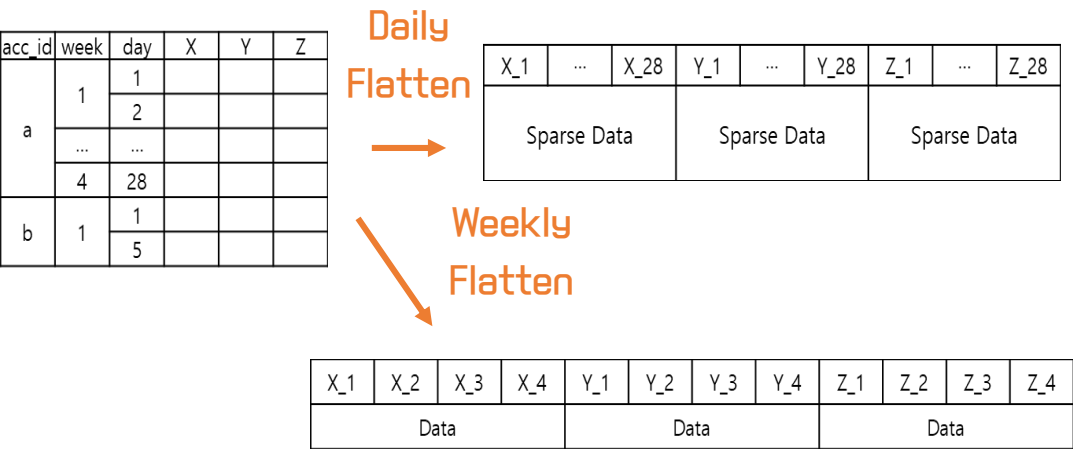 Daily
Flatten
acc_id week day X Y Z
a 1 1
2
... ...
4 28
b 1 1
5
X_1 ... X_28 Y_1 ... Y_28 Z_1 ... Z_28
Sparse Data Sparse Data Sparse Data
Weekly
Flatten
X_1 X_2 X_3 X_4 Y_1 Y_2 Y_3 Y_4 Z_1 Z_2 Z_3 Z_4
Data Data Data